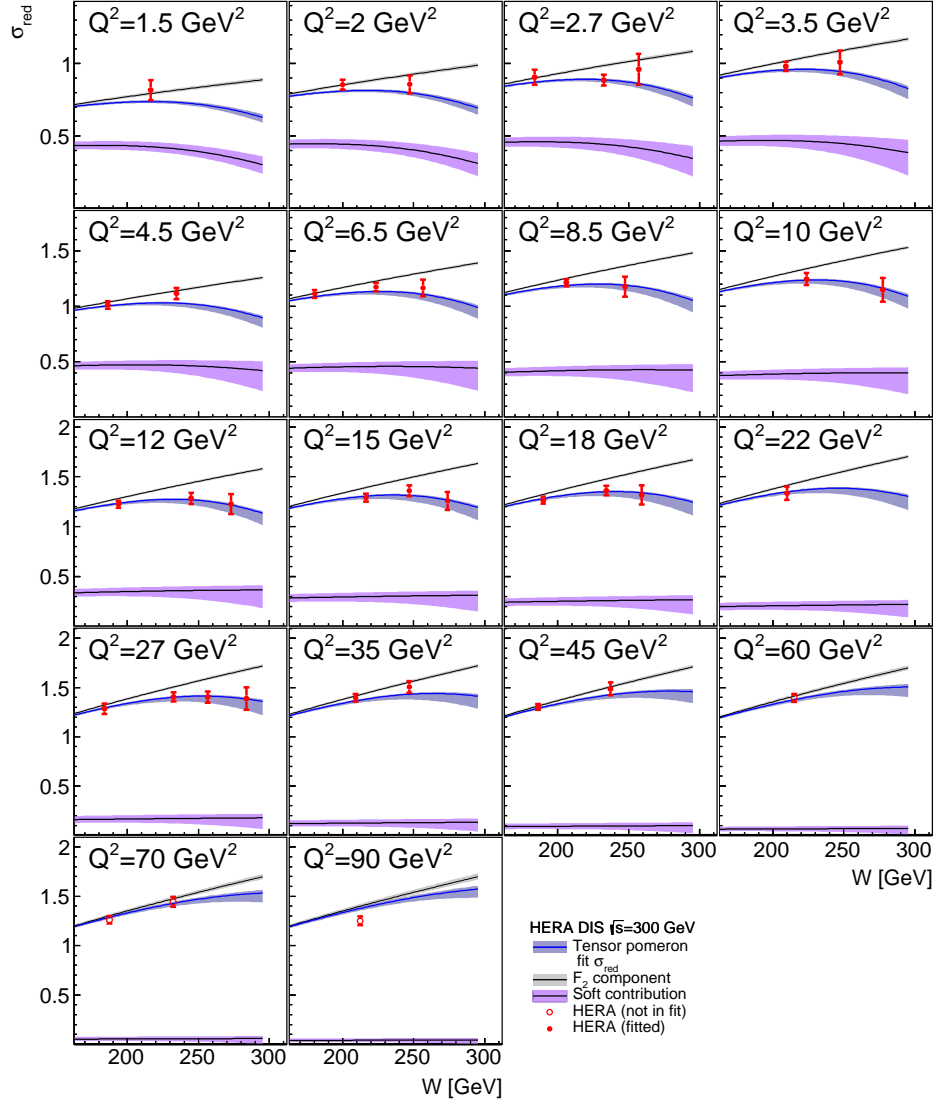 σred
Q²=1.5 GeV²
Q²=2 GeV²
Q²=2.7 GeV²
Q²=3.5 GeV²
1
0.5
Q²=4.5 GeV²
Q²=6.5 GeV²
Q²=8.5 GeV²
Q²=10 GeV²
1.5
1
0.5
Q²=12 GeV²
Q²=15 GeV²
Q²=18 GeV²
Q²=22 GeV²
2
1.5
1
0.5
Q²=27 GeV²
Q²=35 GeV²
Q²=45 GeV²
Q²=60 GeV²
2
1.5
1
0.5
200 250 300
200 250 300
W [GeV]
Q²=70 GeV²
Q²=90 GeV²
2
1.5
1
0.5
200 250 300
200 250 300
W [GeV]
HERA DIS √s=300 GeV
Tensor pomeron
fit σred
F₂ component
Soft contribution
HERA (not in fit)
HERA (fitted)